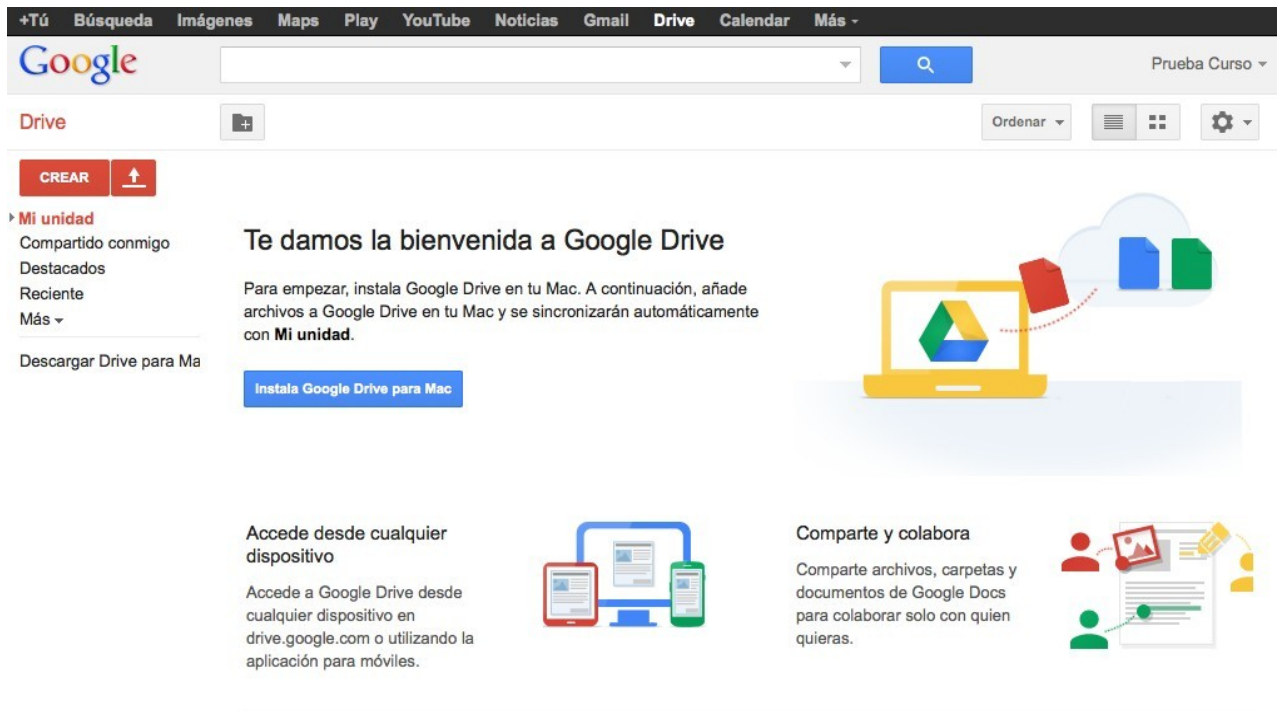 +Tú Búsqueda Imágenes Maps Play YouTube Noticias Gmail Drive Calendar Más
Google
Prueba Curso
Drive
Ordenar
CREAR
Mi unidad
Compartido conmigo
Destacados
Reciente
Más
Descargar Drive para Ma
Te damos la bienvenida a Google Drive
Para empezar, instala Google Drive en tu Mac. A continuación, añade
archivos a Google Drive en tu Mac y se sincronizarán automáticamente
con Mi unidad.
Instala Google Drive para Mac
Accede desde cualquier
dispositivo
Accede a Google Drive desde
cualquier dispositivo en
drive.google.com o utilizando la
aplicación para móviles.
Comparte y colabora
Comparte archivos, carpetas y
documentos de Google Docs
para colaborar solo con quien
quieras.